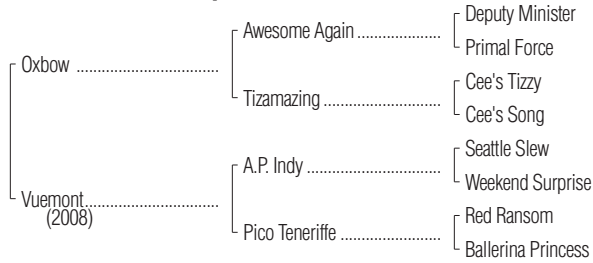 Deputy Minister
Awesome Again
Primal Force
Oxbow
Cee's Tizzy
Tizamazing
Cee's Song
Seattle Slew
A.P. Indy
Weekend Surprise
Vuemont
(2008)
Red Ransom
Pico Teneriffe
Ballerina Princess